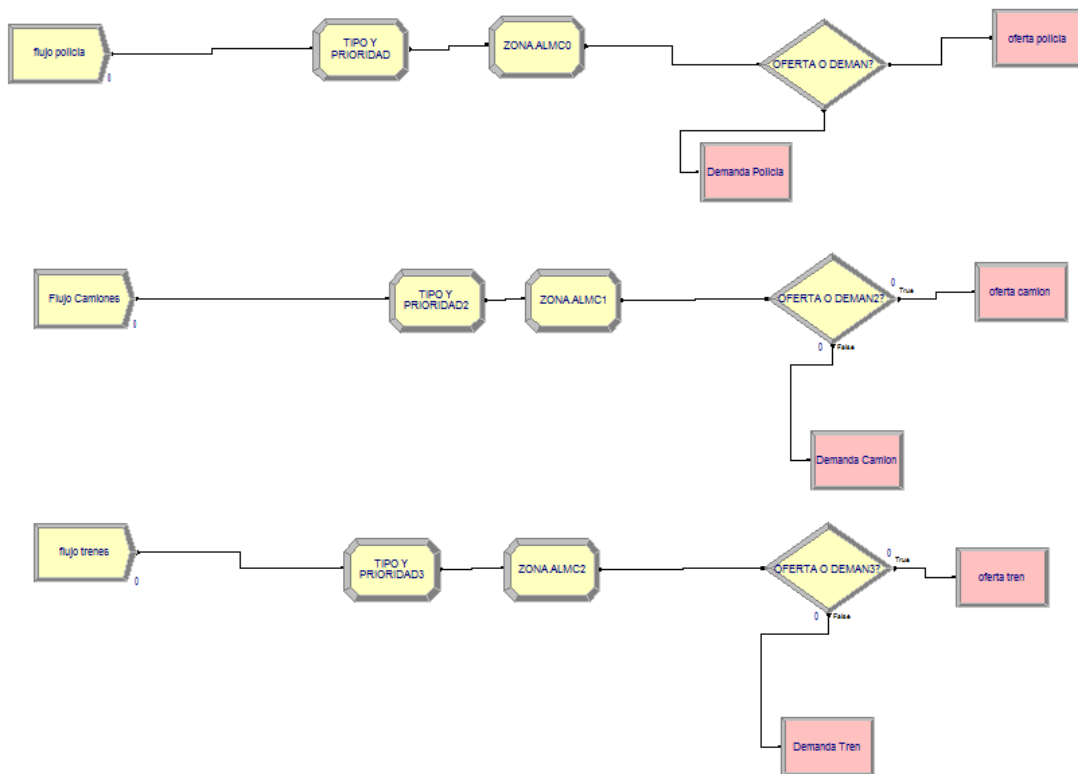 flujo policia
0
TIPO Y
PRIORIDAD
ZONA.ALMC0
OFERTA O DEMAN?
oferta policia
Demanda Policia
Flujo Camiones
0
TIPO Y
PRIORIDAD2
ZONA.ALMC1
OFERTA O DEMAN2?
0
True
oferta camion
0
False
Demanda Camion
flujo trenes
0
TIPO Y
PRIORIDAD3
ZONA.ALMC2
OFERTA O DEMAN3?
0
True
oferta tren
0
False
Demanda Tren